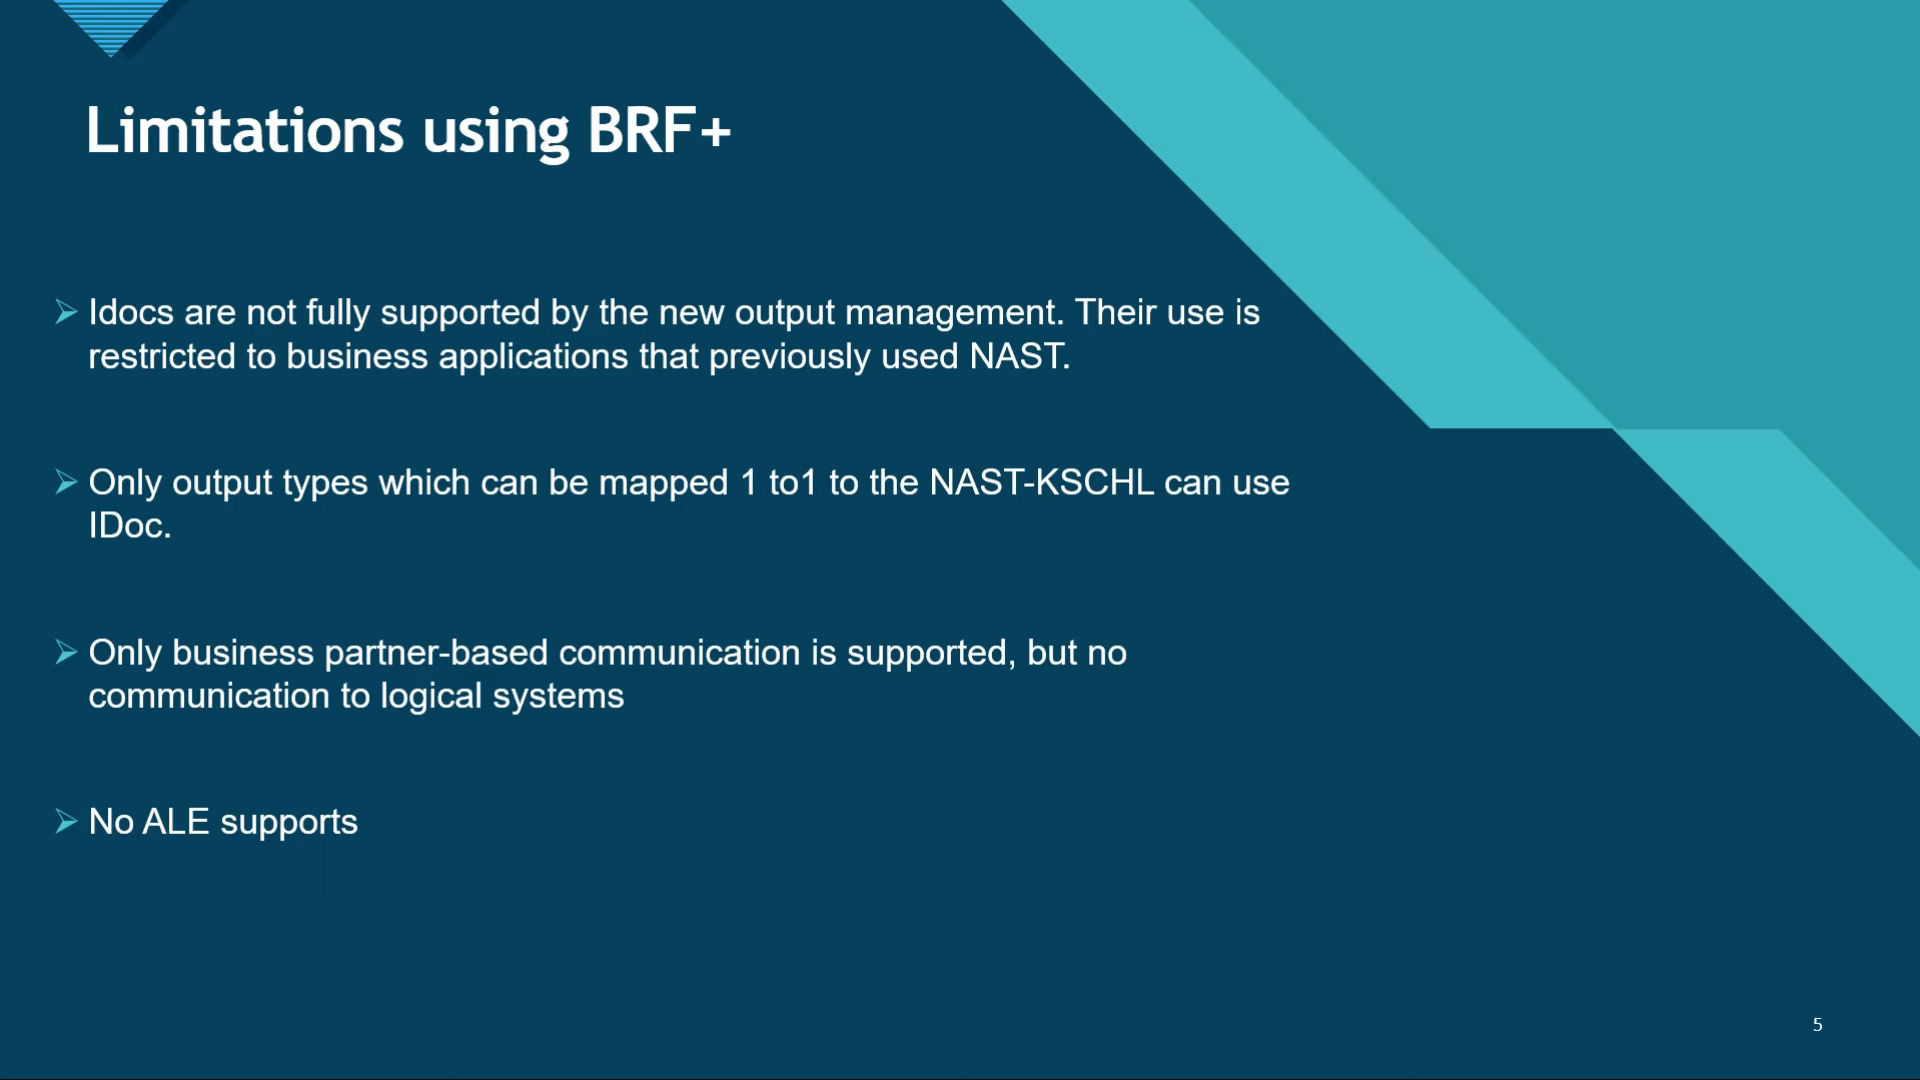 Limitations using BRF+
Idocs are not fully supported by the new output management. Their use is
restricted to business applications that previously used NAST.
Only output types which can be mapped 1 to1 to the NAST-KSCHL can use
IDoc.
Only business partner-based communication is supported, but no
communication to logical systems
No ALE supports
5